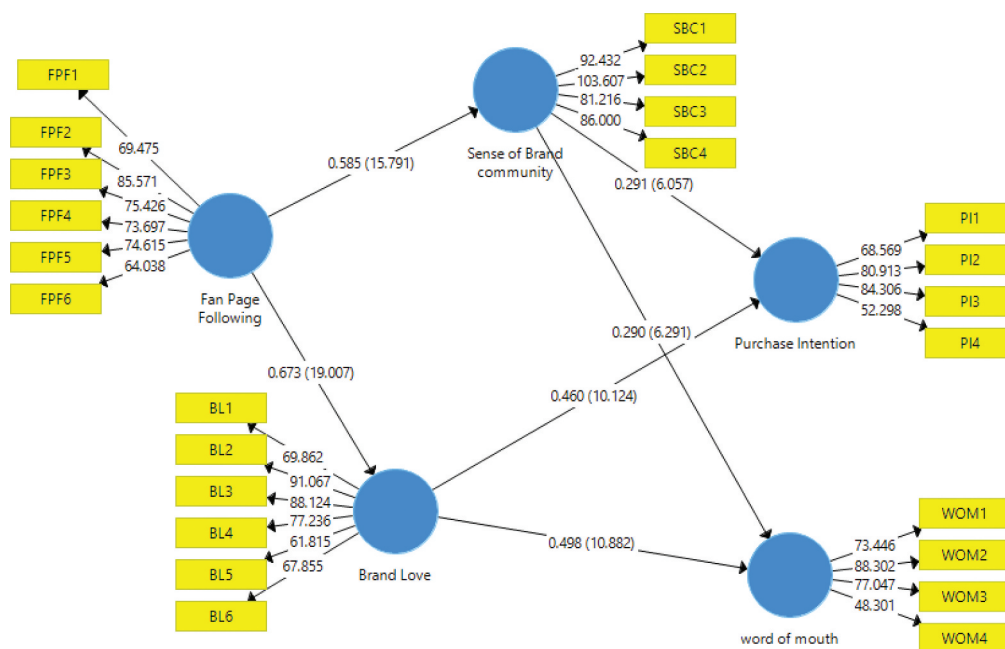 SBC1
92.432
SBC2
103.607
81.216
SBC3
86.000
SBC4
FPF1
69.475
FPF2
85.571
FPF3
75.426
FPF4
73.697
74.615
FPF5
64.038
FPF6
Fan Page
Following
0.585 (15.791)
Sense of Brand
community
0.291 (6.057)
PI1
68.569
PI2
80.913
84.306
PI3
52.298
PI4
Purchase Intention
0.290 (6.291)
0.673 (19.007)
0.460 (10.124)
BL1
69.862
BL2
91.067
BL3
88.124
77.236
BL4
61.815
BL5
67.855
BL6
Brand Love
0.498 (10.882)
WOM1
73.446
WOM2
88.302
77.047
WOM3
48.301
WOM4
word of mouth